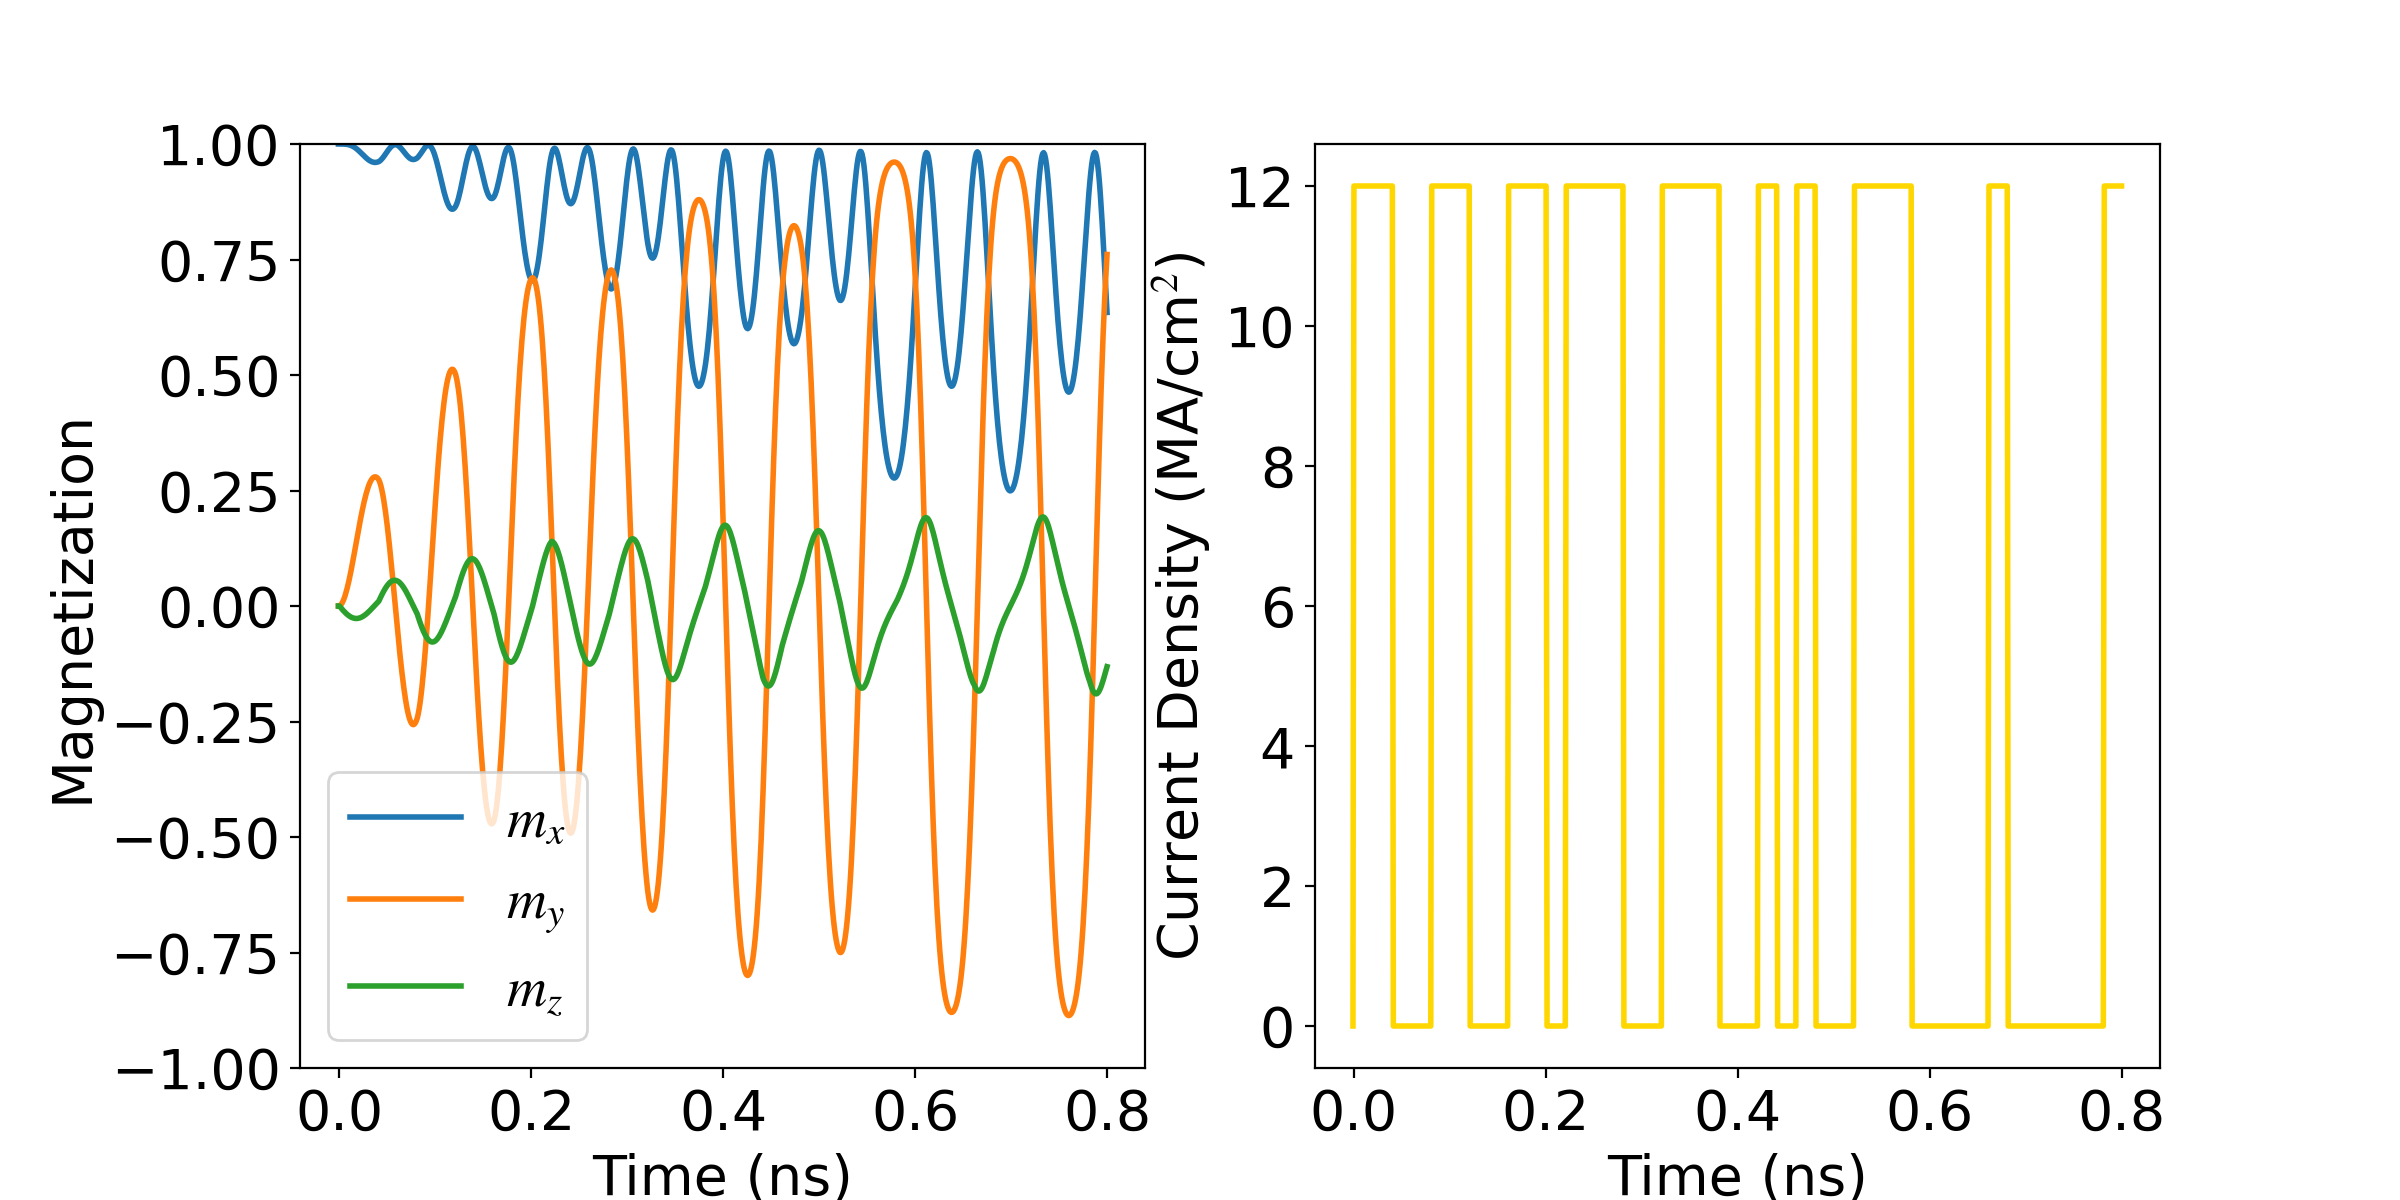 Magnetization
1.00
0.75
0.50
0.25
0.00
−0.25
−0.50
−0.75
−1.00
0.0 0.2 0.4 0.6 0.8
Time (ns)
m_x
m_y
m_z
Current Density (MA/cm²)
12
10
8
6
4
2
0
0.0 0.2 0.4 0.6 0.8
Time (ns)